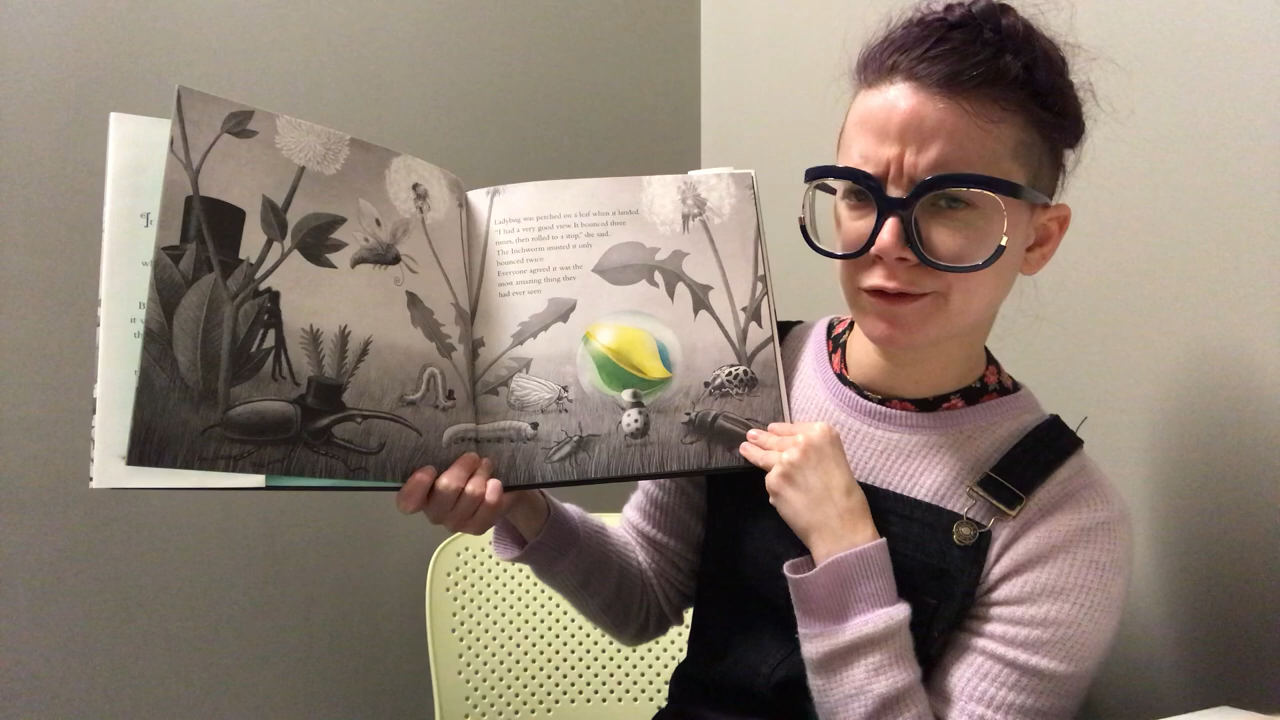 Ladybug was perched on a leaf when it landed.
"I had a very good view. It bounced three
times, then rolled to a stop," she said.
The Inchworm insisted it only
bounced twice.
Everyone agreed it was the
most amazing thing they
had ever seen